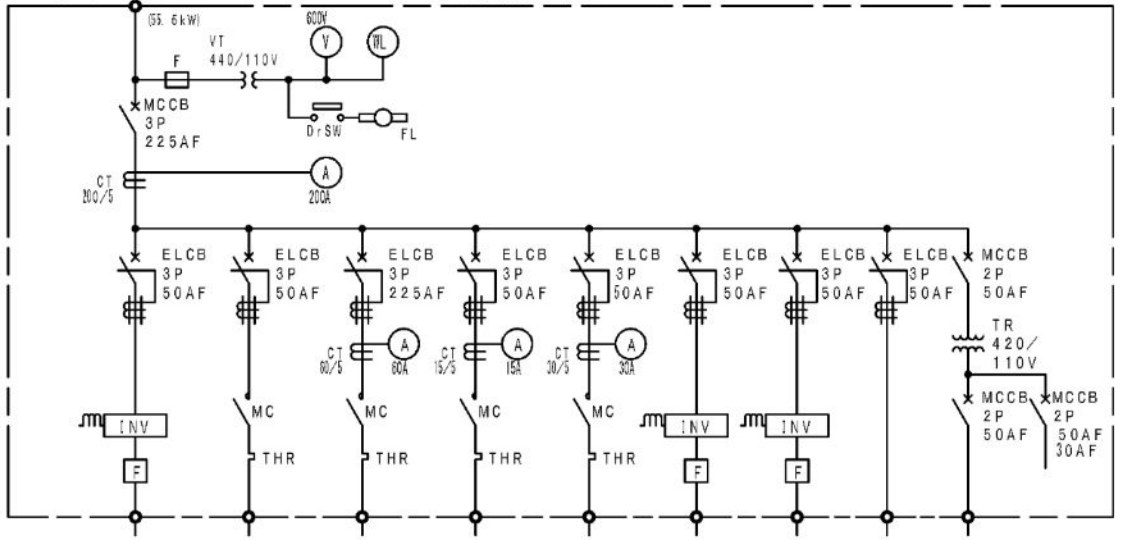 (55. 6kW)
600V
VT
440/110V
F
V
WL
MCCB
3P
225AF
DrSW
FL
CT
200/5
A
200A
ELCB
3P
50AF
ELCB
3P
50AF
ELCB
3P
225AF
ELCB
3P
50AF
ELCB
3P
50AF
ELCB
3P
50AF
ELCB
3P
50AF
ELCB
3P
50AF
MCCB
2P
50AF
CT
60/5
A
60A
CT
15/5
A
15A
CT
30/5
A
30A
TR
420/
110V
INV
MC
MC
MC
MC
INV
INV
MCCB
2P
50AF
MCCB
2P
50AF
30AF
F
THR
THR
THR
THR
F
F